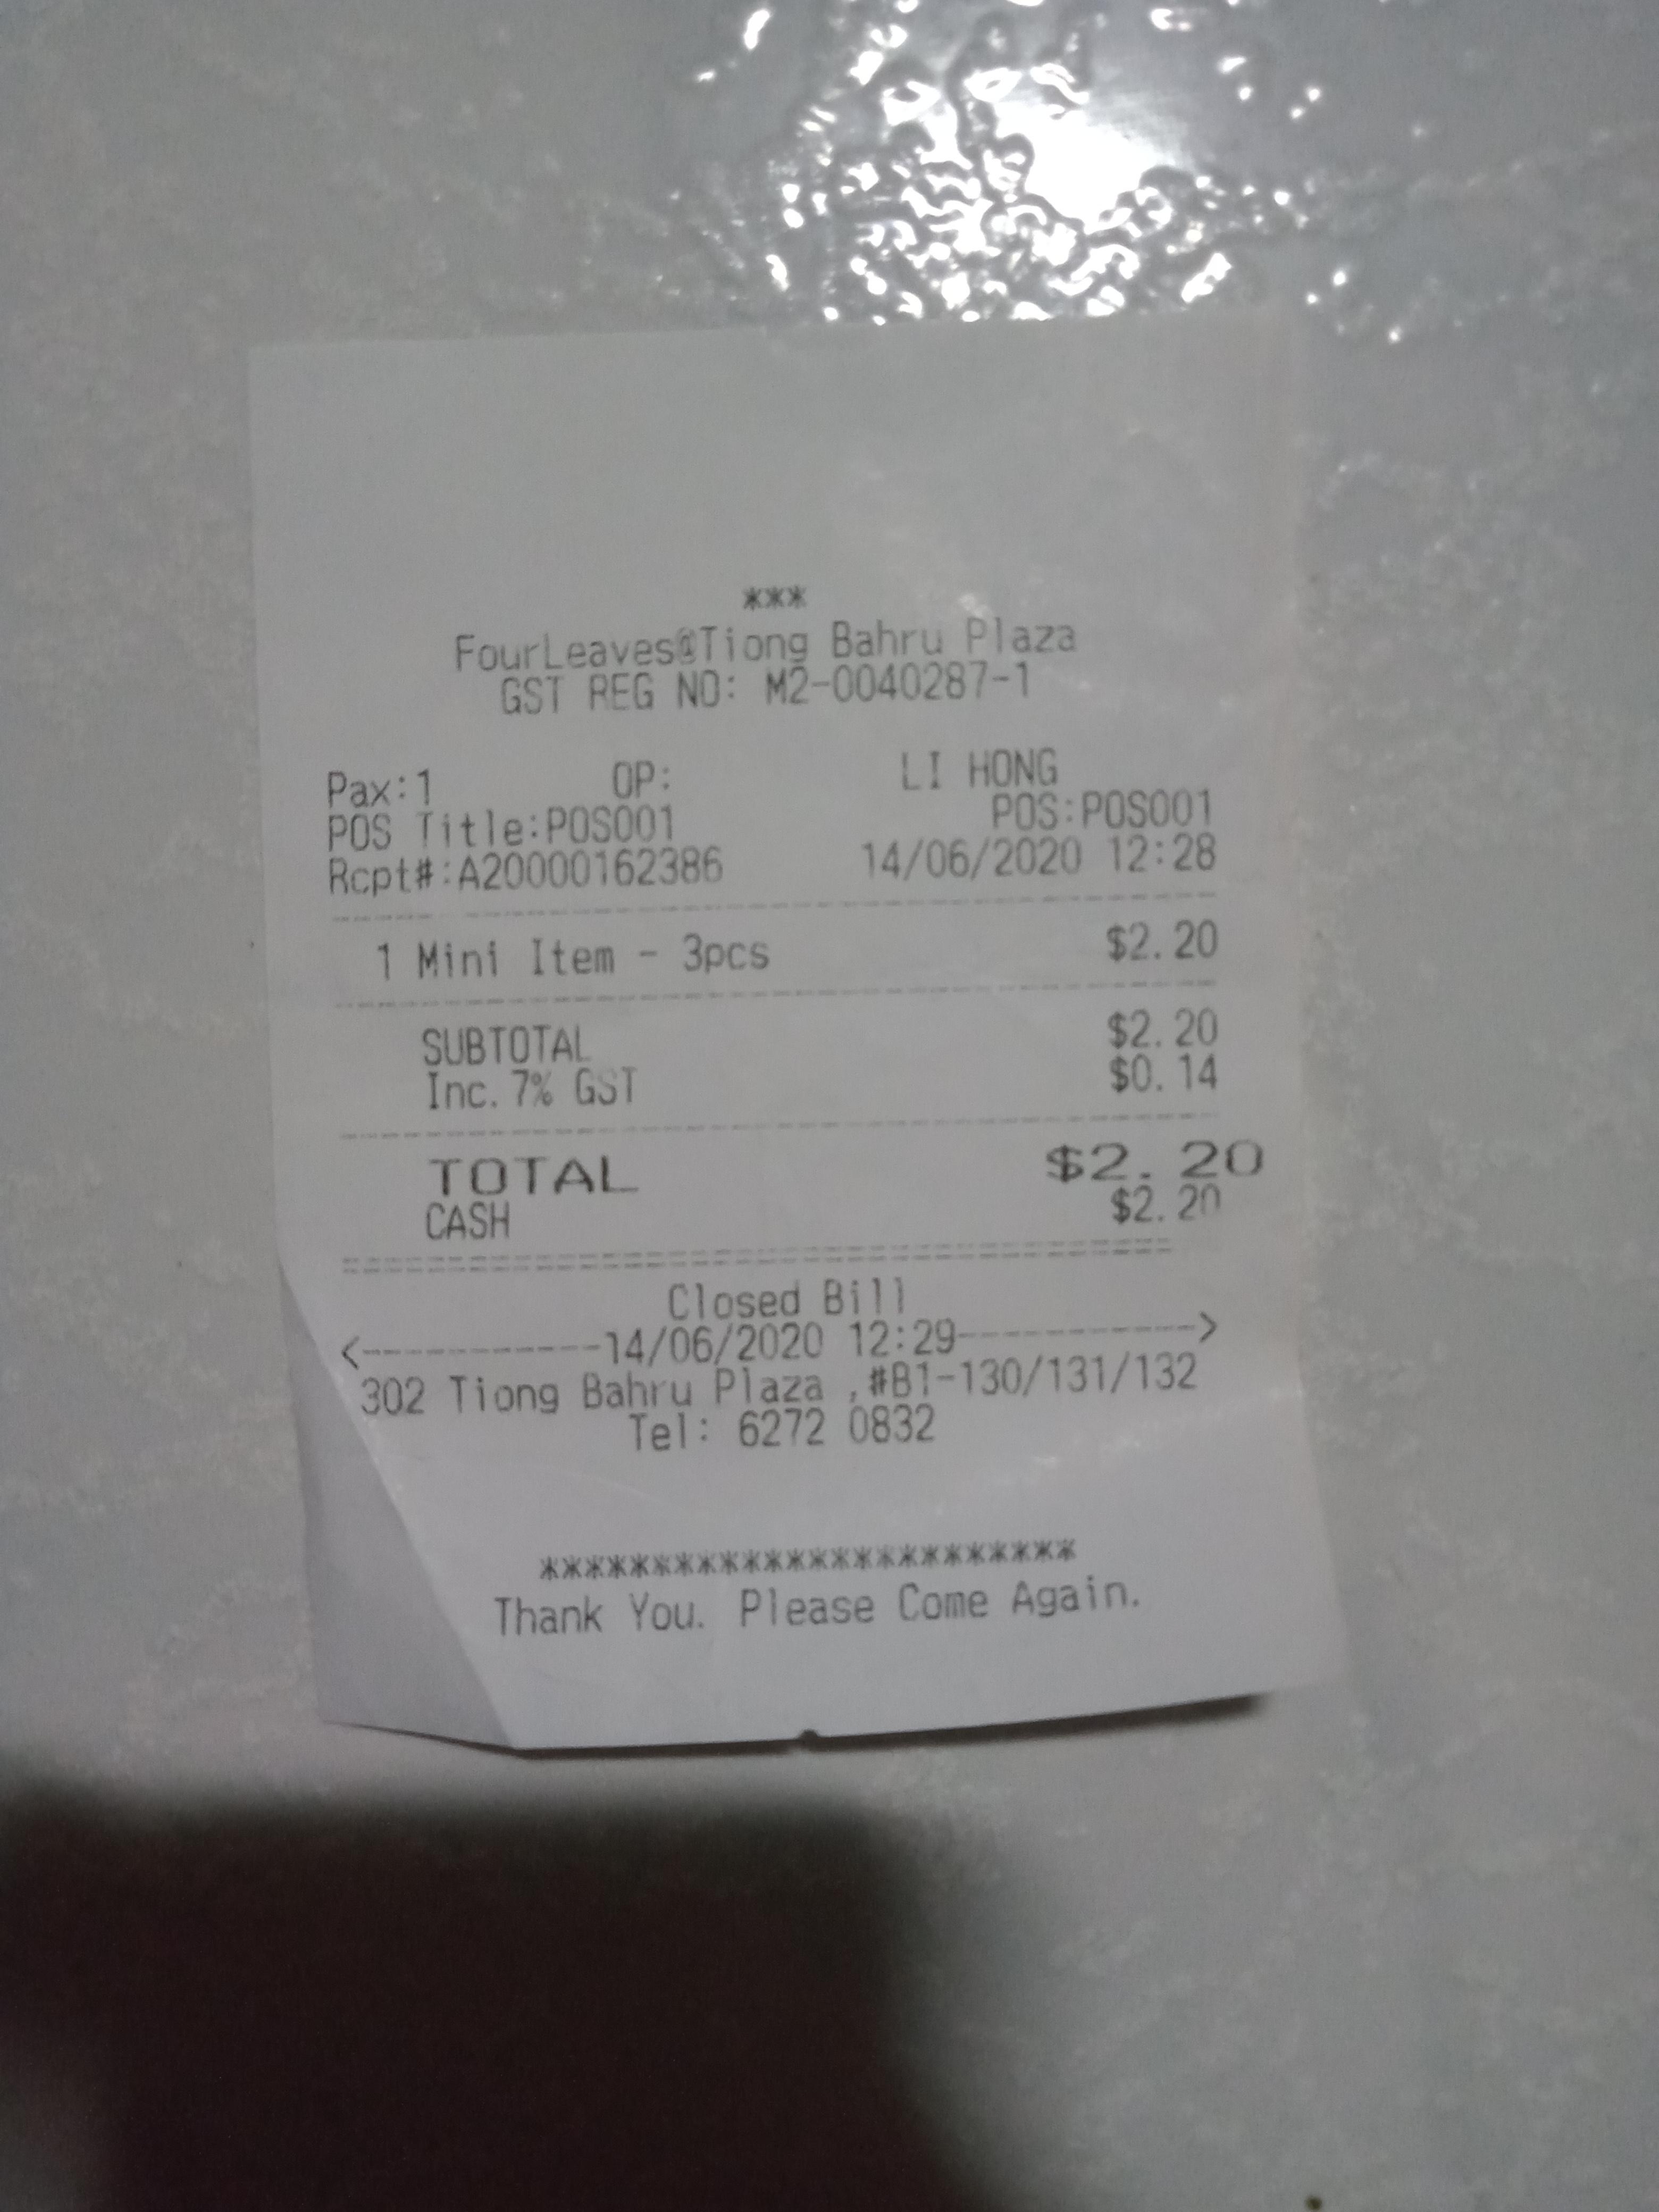 ***
FourLeaves@Tiong Bahru Plaza
GST REG NO: M2-0040287-1
Pax:1 OP: LI HONG
POS Title:POS001 POS:POS001
Rcpt#:A20000162386 14/06/2020 12:28
1 Mini Item - 3pcs $2.20
SUBTOTAL $2.20
Inc. 7% GST $0.14
TOTAL $2.20
CASH $2.20
Closed Bill
<-----------14/06/2020 12:29----------->
302 Tiong Bahru Plaza ,#B1-130/131/132
Tel: 6272 0832
************************
Thank You. Please Come Again.